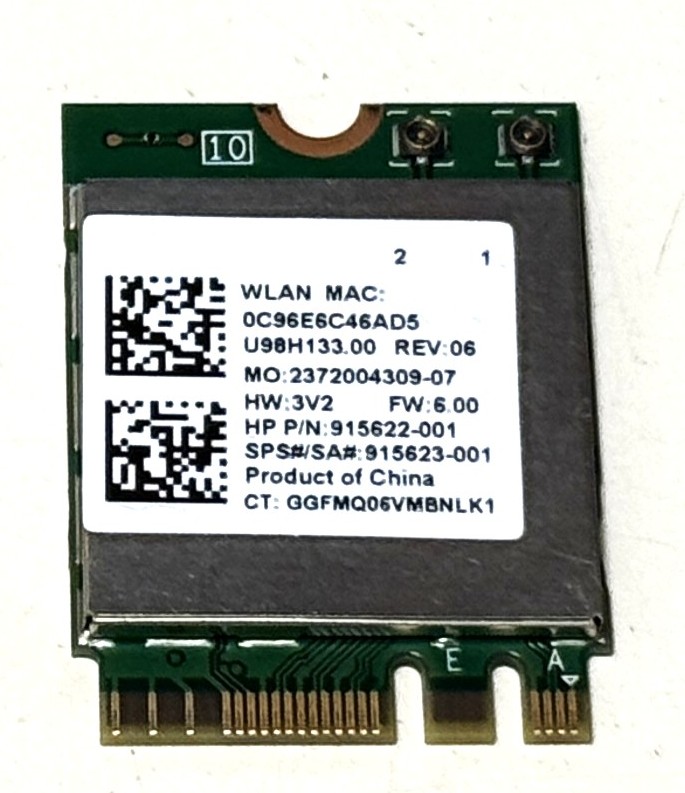 10
2 1
WLAN MAC:
0C96E6C46AD5
U98H133.00 REV:06
MO:2372004309-07
HW:3V2 FW:6.00
HP P/N:915622-001
SPS#/SA#:915623-001
Product of China
CT: GGFMQ06VMBNLK1
E A